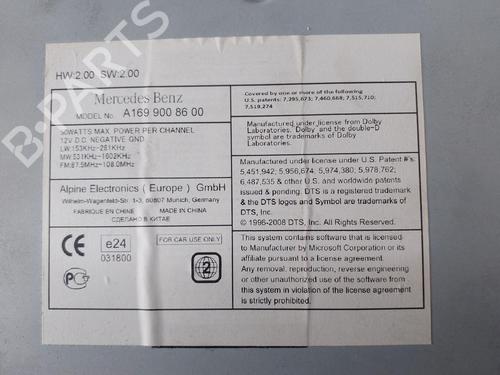 HW:2.00 SW:2.00
Mercedes Benz
MODEL No. A169 900 86 00
50WATTS MAX. POWER PER CHANNEL
12V D.C. NEGATIVE GND
LW:153KHz-281KHz
MW:531KHz-1602KHz
FM:87.5MHz-108.0MHz
Alpine Electronics ( Europe ) GmbH
Wilhelm-Wagenfeld-Str. 1-3, 80807 Munich, Germany
FABRIQUE EN CHINE MADE IN CHINA
СДЕЛАНО В КИТАЕ
CE
e24
031800
FOR CAR USE ONLY
2
Covered by one or more of the following
U.S. patents: 7,295,673; 7,460,668; 7,515,710;
7,519,274
Manufactured under license from Dolby
Laboratories. Dolby and the double-D
symbol are trademarks of Dolby
Laboratories.
Manufactured under license under U.S. Patent #'s:
5,451,942; 5,956,674; 5,974,380; 5,978,762;
6,487,535 & other U.S. and worldwide patents
issued & pending. DTS is a registered trademark &
the DTS logos and Symbol are trademarks of
DTS, Inc.
© 1996-2008 DTS, Inc. All Rights Reserved.
This system contains software that is licensed
to Manufacturer by Microsoft Corporation or its
affiliate pursuant to a license agreement.
Any removal, reproduction, reverse engineering
or other unauthorized use of the software from
this system in violation of the license agreement
is strictly prohibited.
B-PARTS